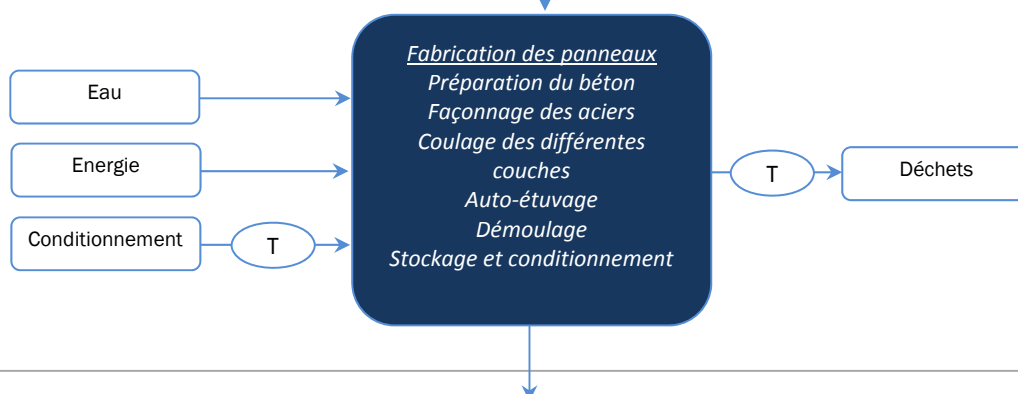 Fabrication des panneaux
Préparation du béton
Façonnage des aciers
Coulage des différentes
couches
Auto-étuvage
Démoulage
Stockage et conditionnement
Eau
Energie
Conditionnement
T
T
Déchets